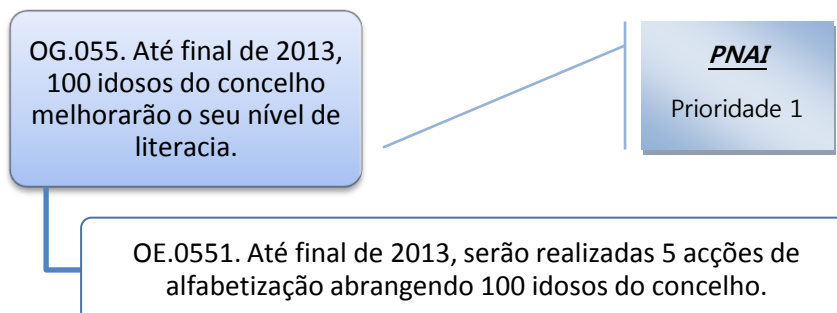 OG.055. Até final de 2013,
100 idosos do concelho
melhorarão o seu nível de
literacia.
PNAI
Prioridade 1
OE.0551. Até final de 2013, serão realizadas 5 acções de
alfabetização abrangendo 100 idosos do concelho.